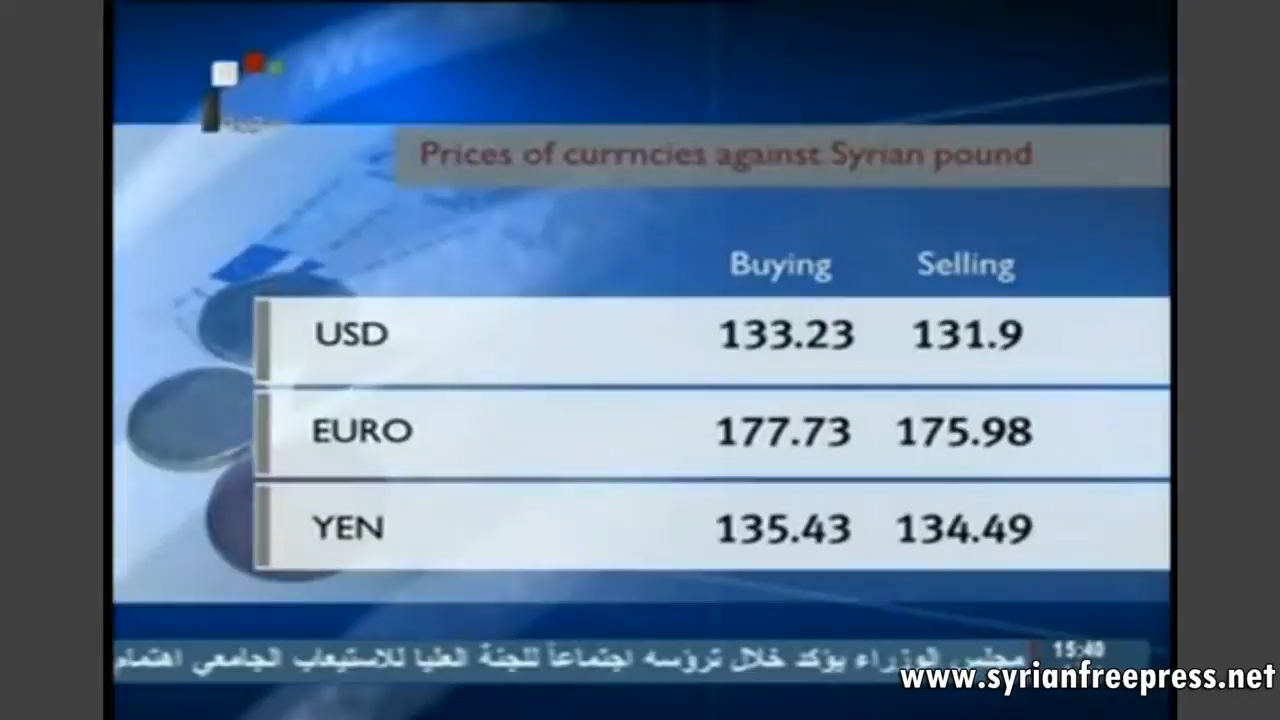 Prices of currncies against Syrian pound
Buying Selling
USD 133.23 131.9
EURO 177.73 175.98
YEN 135.43 134.49
مجلس الوزراء يؤكد خلال ترؤسه اجتماعاً للجنة العليا للاستيعاب الجامعي اهتمام
15:40
www.syrianfreepress.net